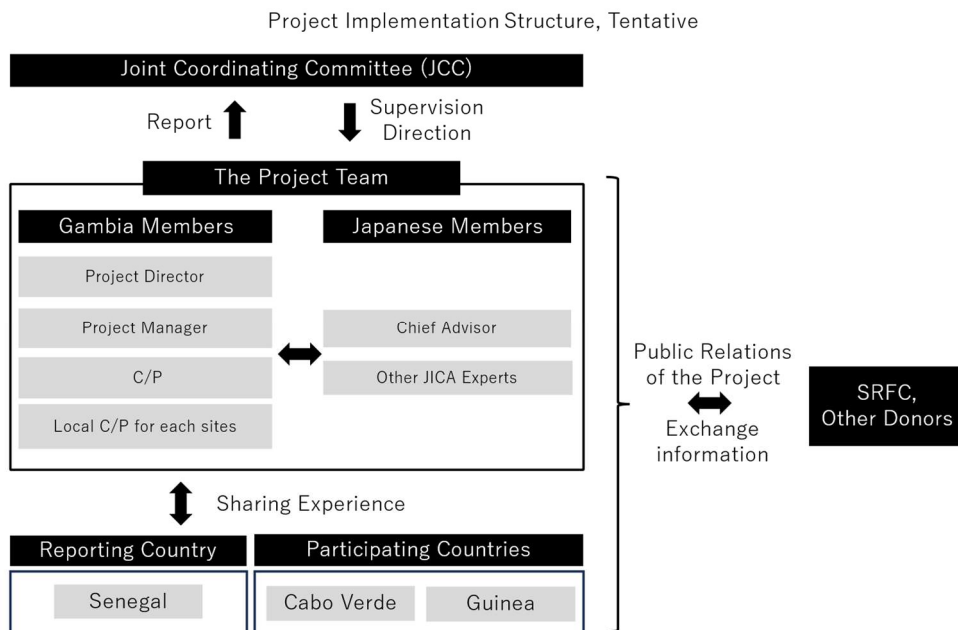 Project Implementation Structure, Tentative
Joint Coordinating Committee (JCC)
Report
Supervision
Direction
The Project Team
Gambia Members
Japanese Members
Project Director
Project Manager
Chief Advisor
C/P
Other JICA Experts
Local C/P for each sites
Public Relations
of the Project
Exchange
information
SRFC,
Other Donors
Sharing Experience
Reporting Country
Participating Countries
Senegal
Cabo Verde
Guinea